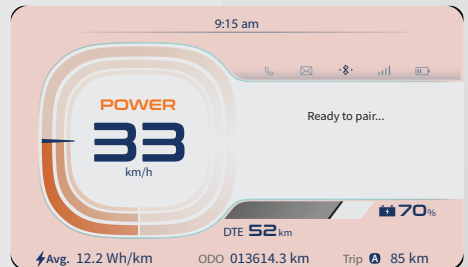 9:15 am
POWER
33
km/h
Ready to pair...
70%
DTE 52 km
Avg. 12.2 Wh/km
ODO 013614.3 km
Trip A 85 km